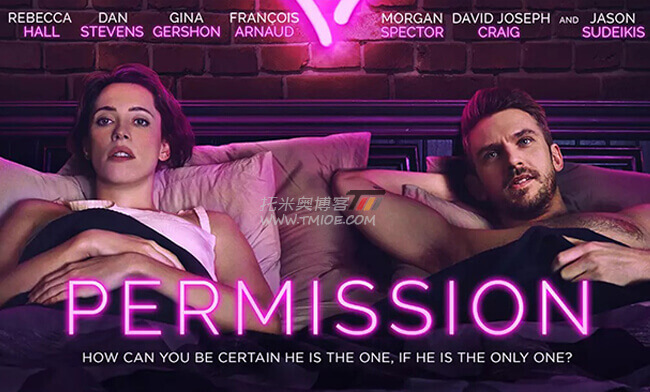 REBECCA HALL
DAN STEVENS
GINA GERSHON
FRANÇOIS ARNAUD
MORGAN SPECTOR
DAVID JOSEPH CRAIG
AND
JASON SUDEIKIS
托米奥博客
WWW.TMIOE.COM
PERMISSION
HOW CAN YOU BE CERTAIN HE IS THE ONE, IF HE IS THE ONLY ONE?